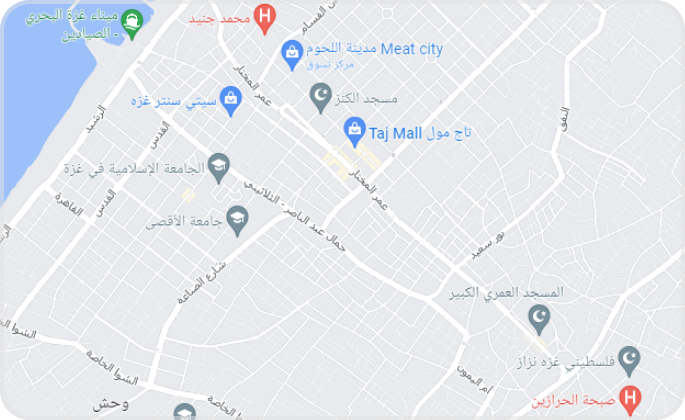 ميناء غزة البحري
- الصيادين
محمد جنيد
ن القسام
مدينة اللحوم Meat city
مركز تسوق
عمر المختار
سيتي سنتر غزه
مسجد الكنز
الرشيد
القدس
النفق
تاج مول Taj Mall
الجامعة الإسلامية في غزة
عمر المختار
القاهرة
القدس
جمال عبد الناصر - الثلاثيني
جامعة الأقصى
بور سعيد
شارع الصناعة
المسجد العمري الكبير
الشوا الخاصة
الشوا الخاصة
فلسطيني غزه نزاز
أم اليمون
صبحة الحرازين
وحش
الخاصة